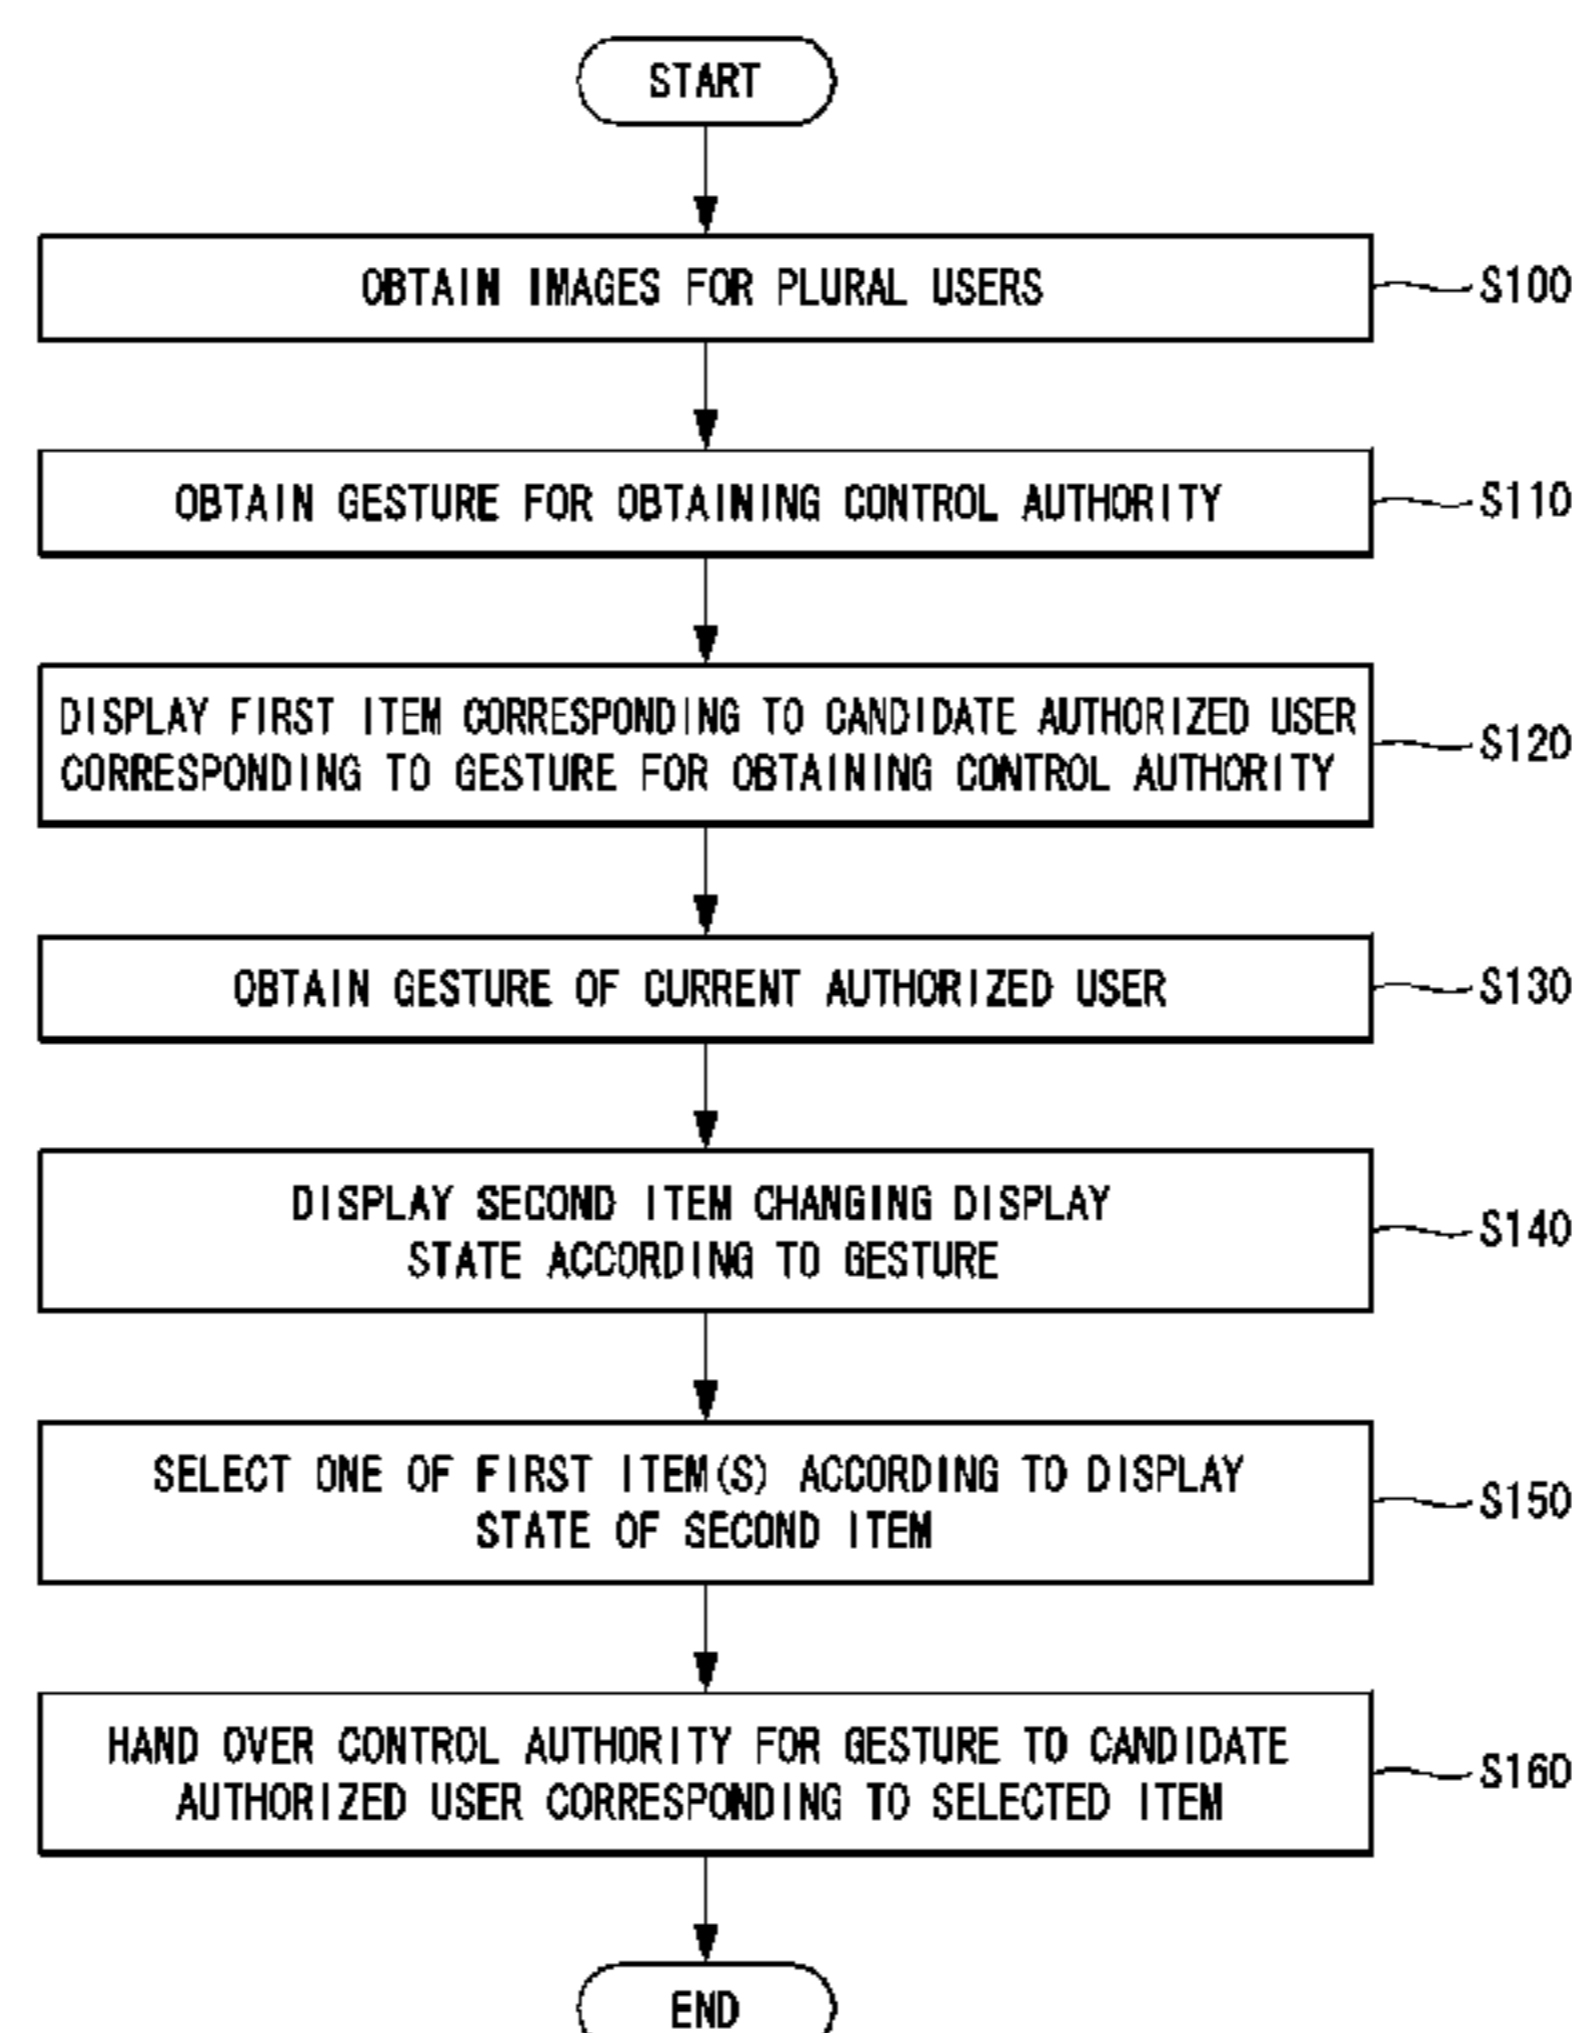 START
OBTAIN IMAGES FOR PLURAL USERS
S100
OBTAIN GESTURE FOR OBTAINING CONTROL AUTHORITY
S110
DISPLAY FIRST ITEM CORRESPONDING TO CANDIDATE AUTHORIZED USER
CORRESPONDING TO GESTURE FOR OBTAINING CONTROL AUTHORITY
S120
OBTAIN GESTURE OF CURRENT AUTHORIZED USER
S130
DISPLAY SECOND ITEM CHANGING DISPLAY
STATE ACCORDING TO GESTURE
S140
SELECT ONE OF FIRST ITEM(S) ACCORDING TO DISPLAY
STATE OF SECOND ITEM
S150
HAND OVER CONTROL AUTHORITY FOR GESTURE TO CANDIDATE
AUTHORIZED USER CORRESPONDING TO SELECTED ITEM
S160
END